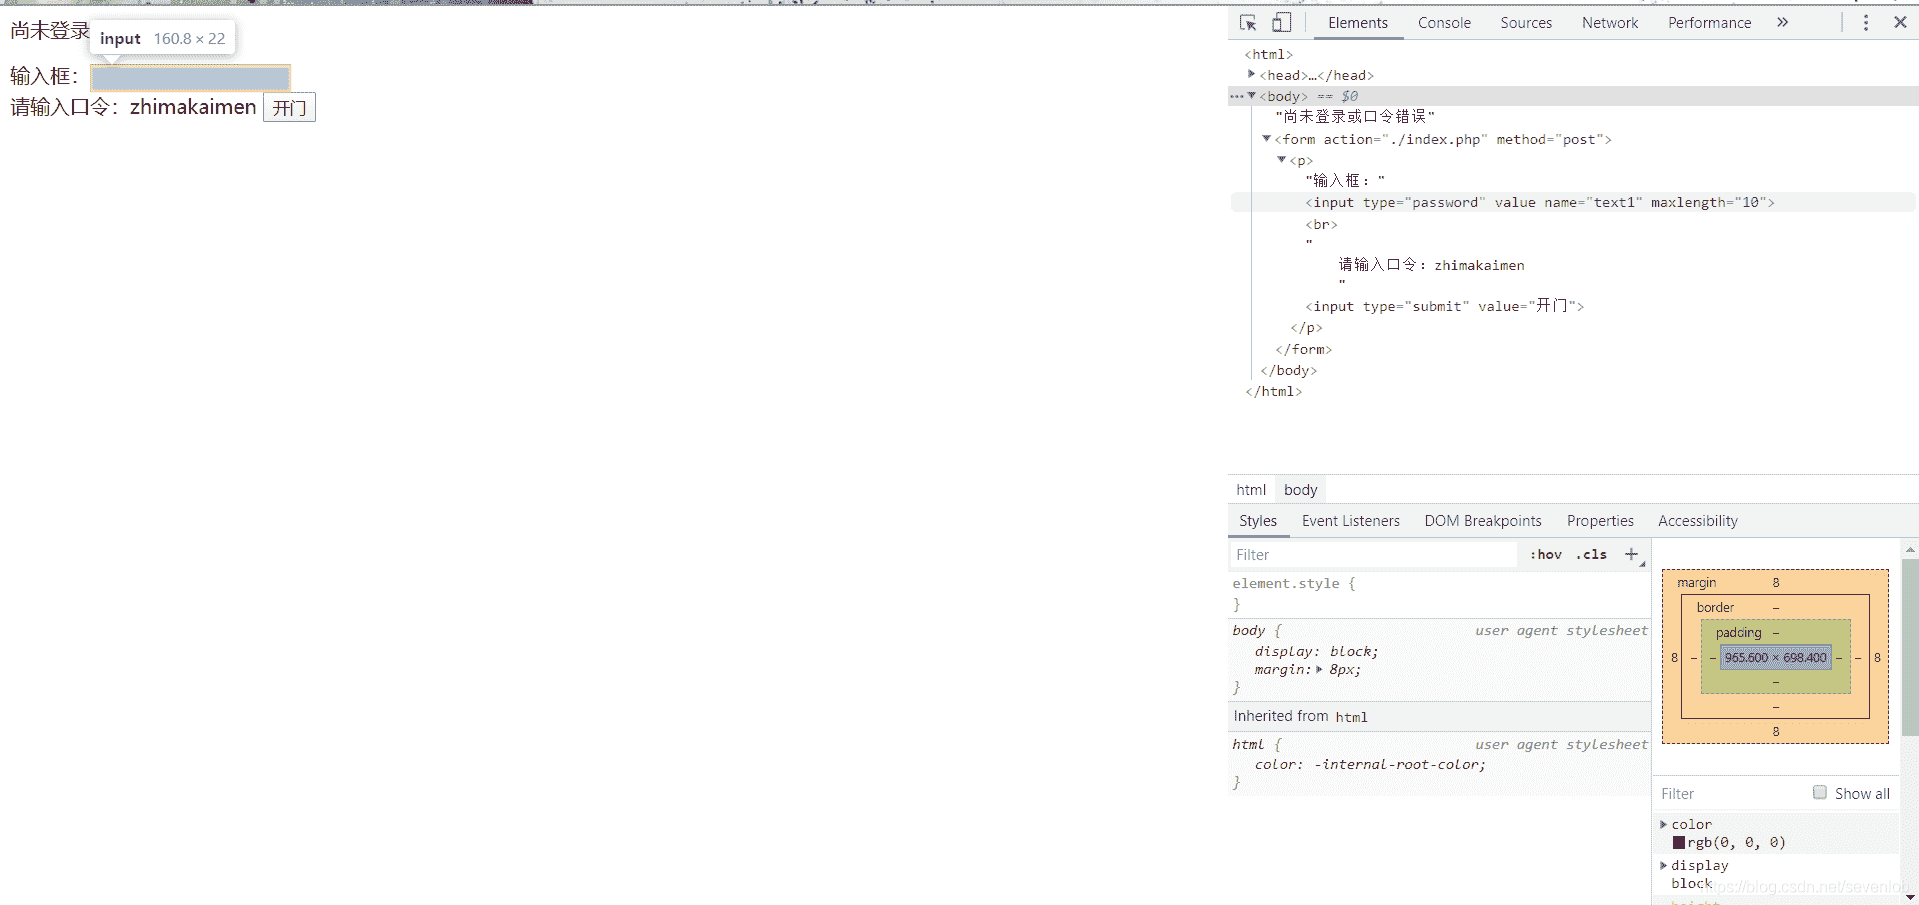 尚未登录
input 160.8 × 22
输入框：
请输入口令：zhimakaimen 开门
Elements Console Sources Network Performance »
<html>
<head>…</head>
<body> == $0
"尚未登录或口令错误"
<form action="./index.php" method="post">
<p>
"输入框："
<input type="password" value name="text1" maxlength="10">
<br>
"
请输入口令：zhimakaimen
"
<input type="submit" value="开门">
</p>
</form>
</body>
</html>
html body
Styles Event Listeners DOM Breakpoints Properties Accessibility
Filter :hov .cls +
element.style {
}
body { user agent stylesheet
display: block;
margin: 8px;
}
Inherited from html
html { user agent stylesheet
color: -internal-root-color;
}
margin 8
border –
padding –
8 – – 965.600 × 698.400 – – 8
–
–
8
Filter Show all
color
rgb(0, 0, 0)
display
block
height